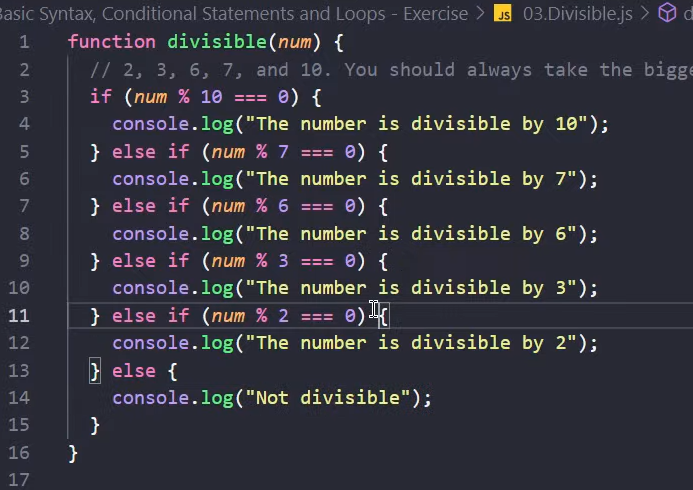 Basic Syntax, Conditional Statements and Loops - Exercise > JS 03.Divisible.js >
1 function divisible(num) {
2 // 2, 3, 6, 7, and 10. You should always take the bigge
3 if (num % 10 === 0) {
4 console.log("The number is divisible by 10");
5 } else if (num % 7 === 0) {
6 console.log("The number is divisible by 7");
7 } else if (num % 6 === 0) {
8 console.log("The number is divisible by 6");
9 } else if (num % 3 === 0) {
10 console.log("The number is divisible by 3");
11 } else if (num % 2 === 0) {
12 console.log("The number is divisible by 2");
13 } else {
14 console.log("Not divisible");
15 }
16 }
17